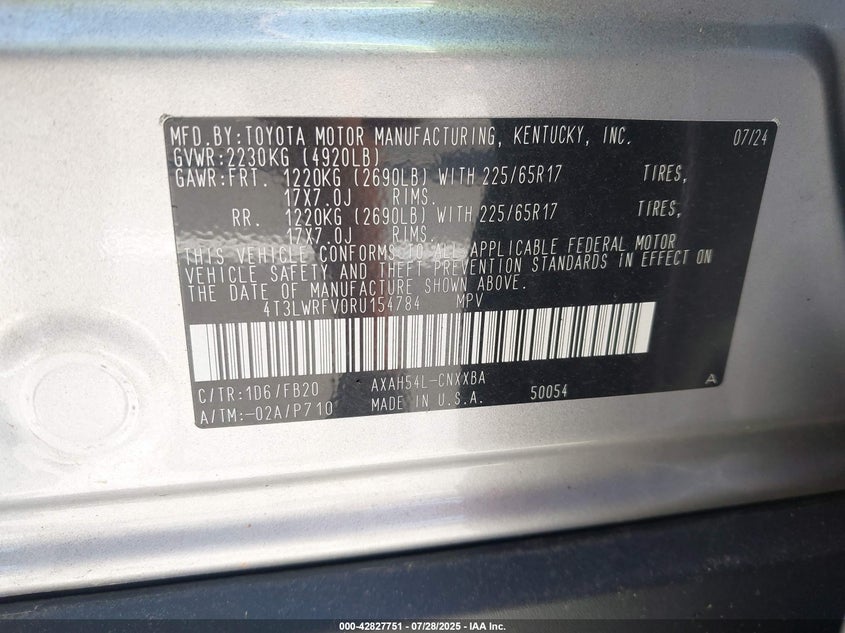 MFD.BY:TOYOTA MOTOR MANUFACTURING, KENTUCKY, INC. 07/24
GVWR:2230KG (4920LB)
GAWR:FRT. 1220KG (2690LB) WITH 225/65R17 TIRES,
17X7.0J RIMS.
RR. 1220KG (2690LB) WITH 225/65R17 TIRES,
17X7.0J RIMS.
THIS VEHICLE CONFORMS TO ALL APPLICABLE FEDERAL MOTOR
VEHICLE SAFETY AND THEFT PREVENTION STANDARDS IN EFFECT ON
THE DATE OF MANUFACTURE SHOWN ABOVE.
4T3LWRFV0RU154784 MPV
C/TR:1D6/FB20 AXAH54L-CNXXBA A
A/TM:-02A/P710 MADE IN U.S.A. 50054
000-42827751 | 07/28/2025 - IAA Inc.